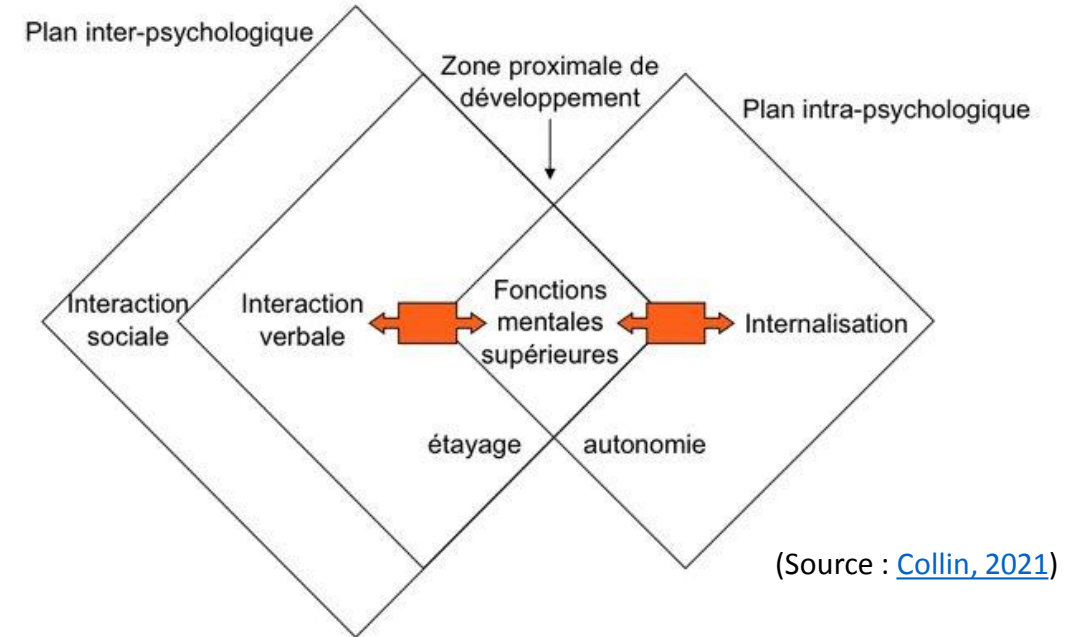 Plan inter-psychologique
Zone proximale de
développement
Plan intra-psychologique
Interaction
sociale
Interaction
verbale
Fonctions
mentales
supérieures
Internalisation
étayage
autonomie
(Source : Collin, 2021)